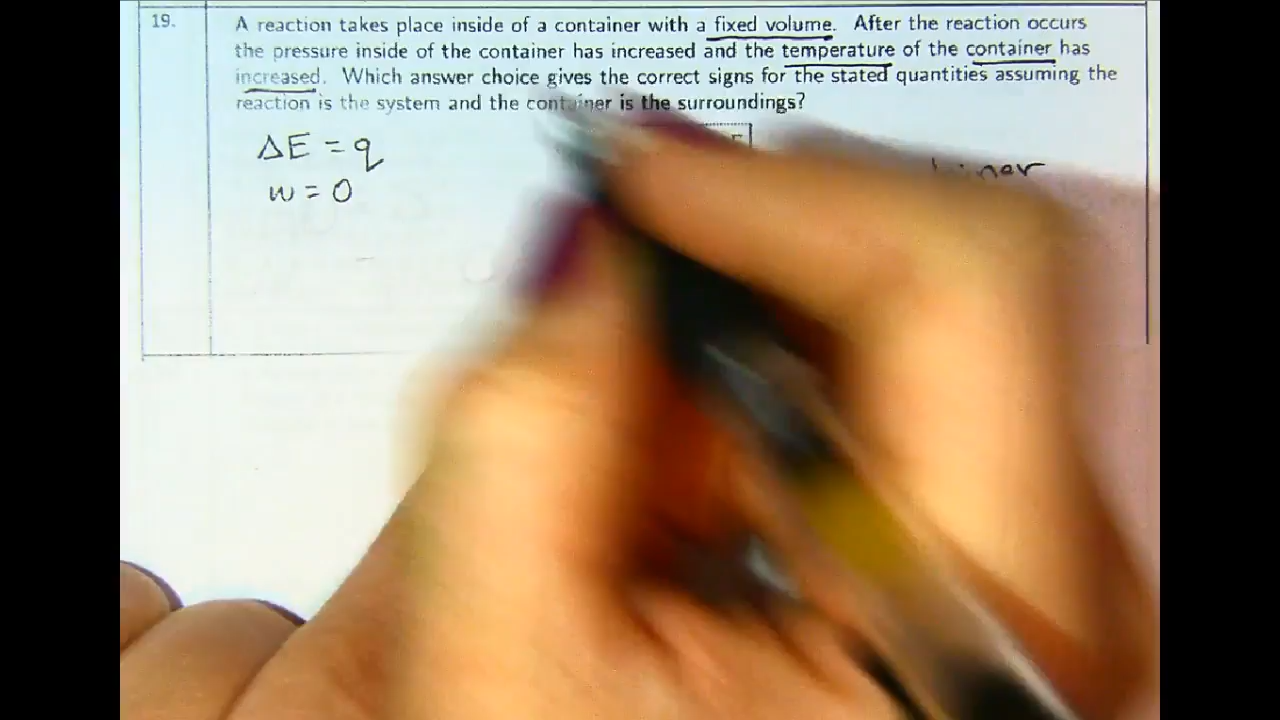 19. A reaction takes place inside of a container with a fixed volume. After the reaction occurs
the pressure inside of the container has increased and the temperature of the container has
increased. Which answer choice gives the correct signs for the stated quantities assuming the
reaction is the system and the container is the surroundings?
ΔE = q
w = 0